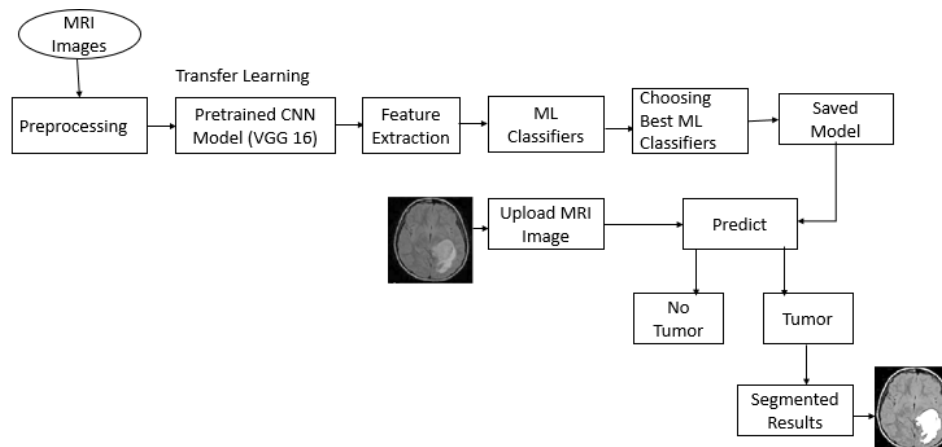 MRI
Images
Transfer Learning
Preprocessing
Pretrained CNN
Model (VGG 16)
Feature
Extraction
ML
Classifiers
Choosing
Best ML
Classifiers
Saved
Model
Upload MRI
Image
Predict
No
Tumor
Tumor
Segmented
Results